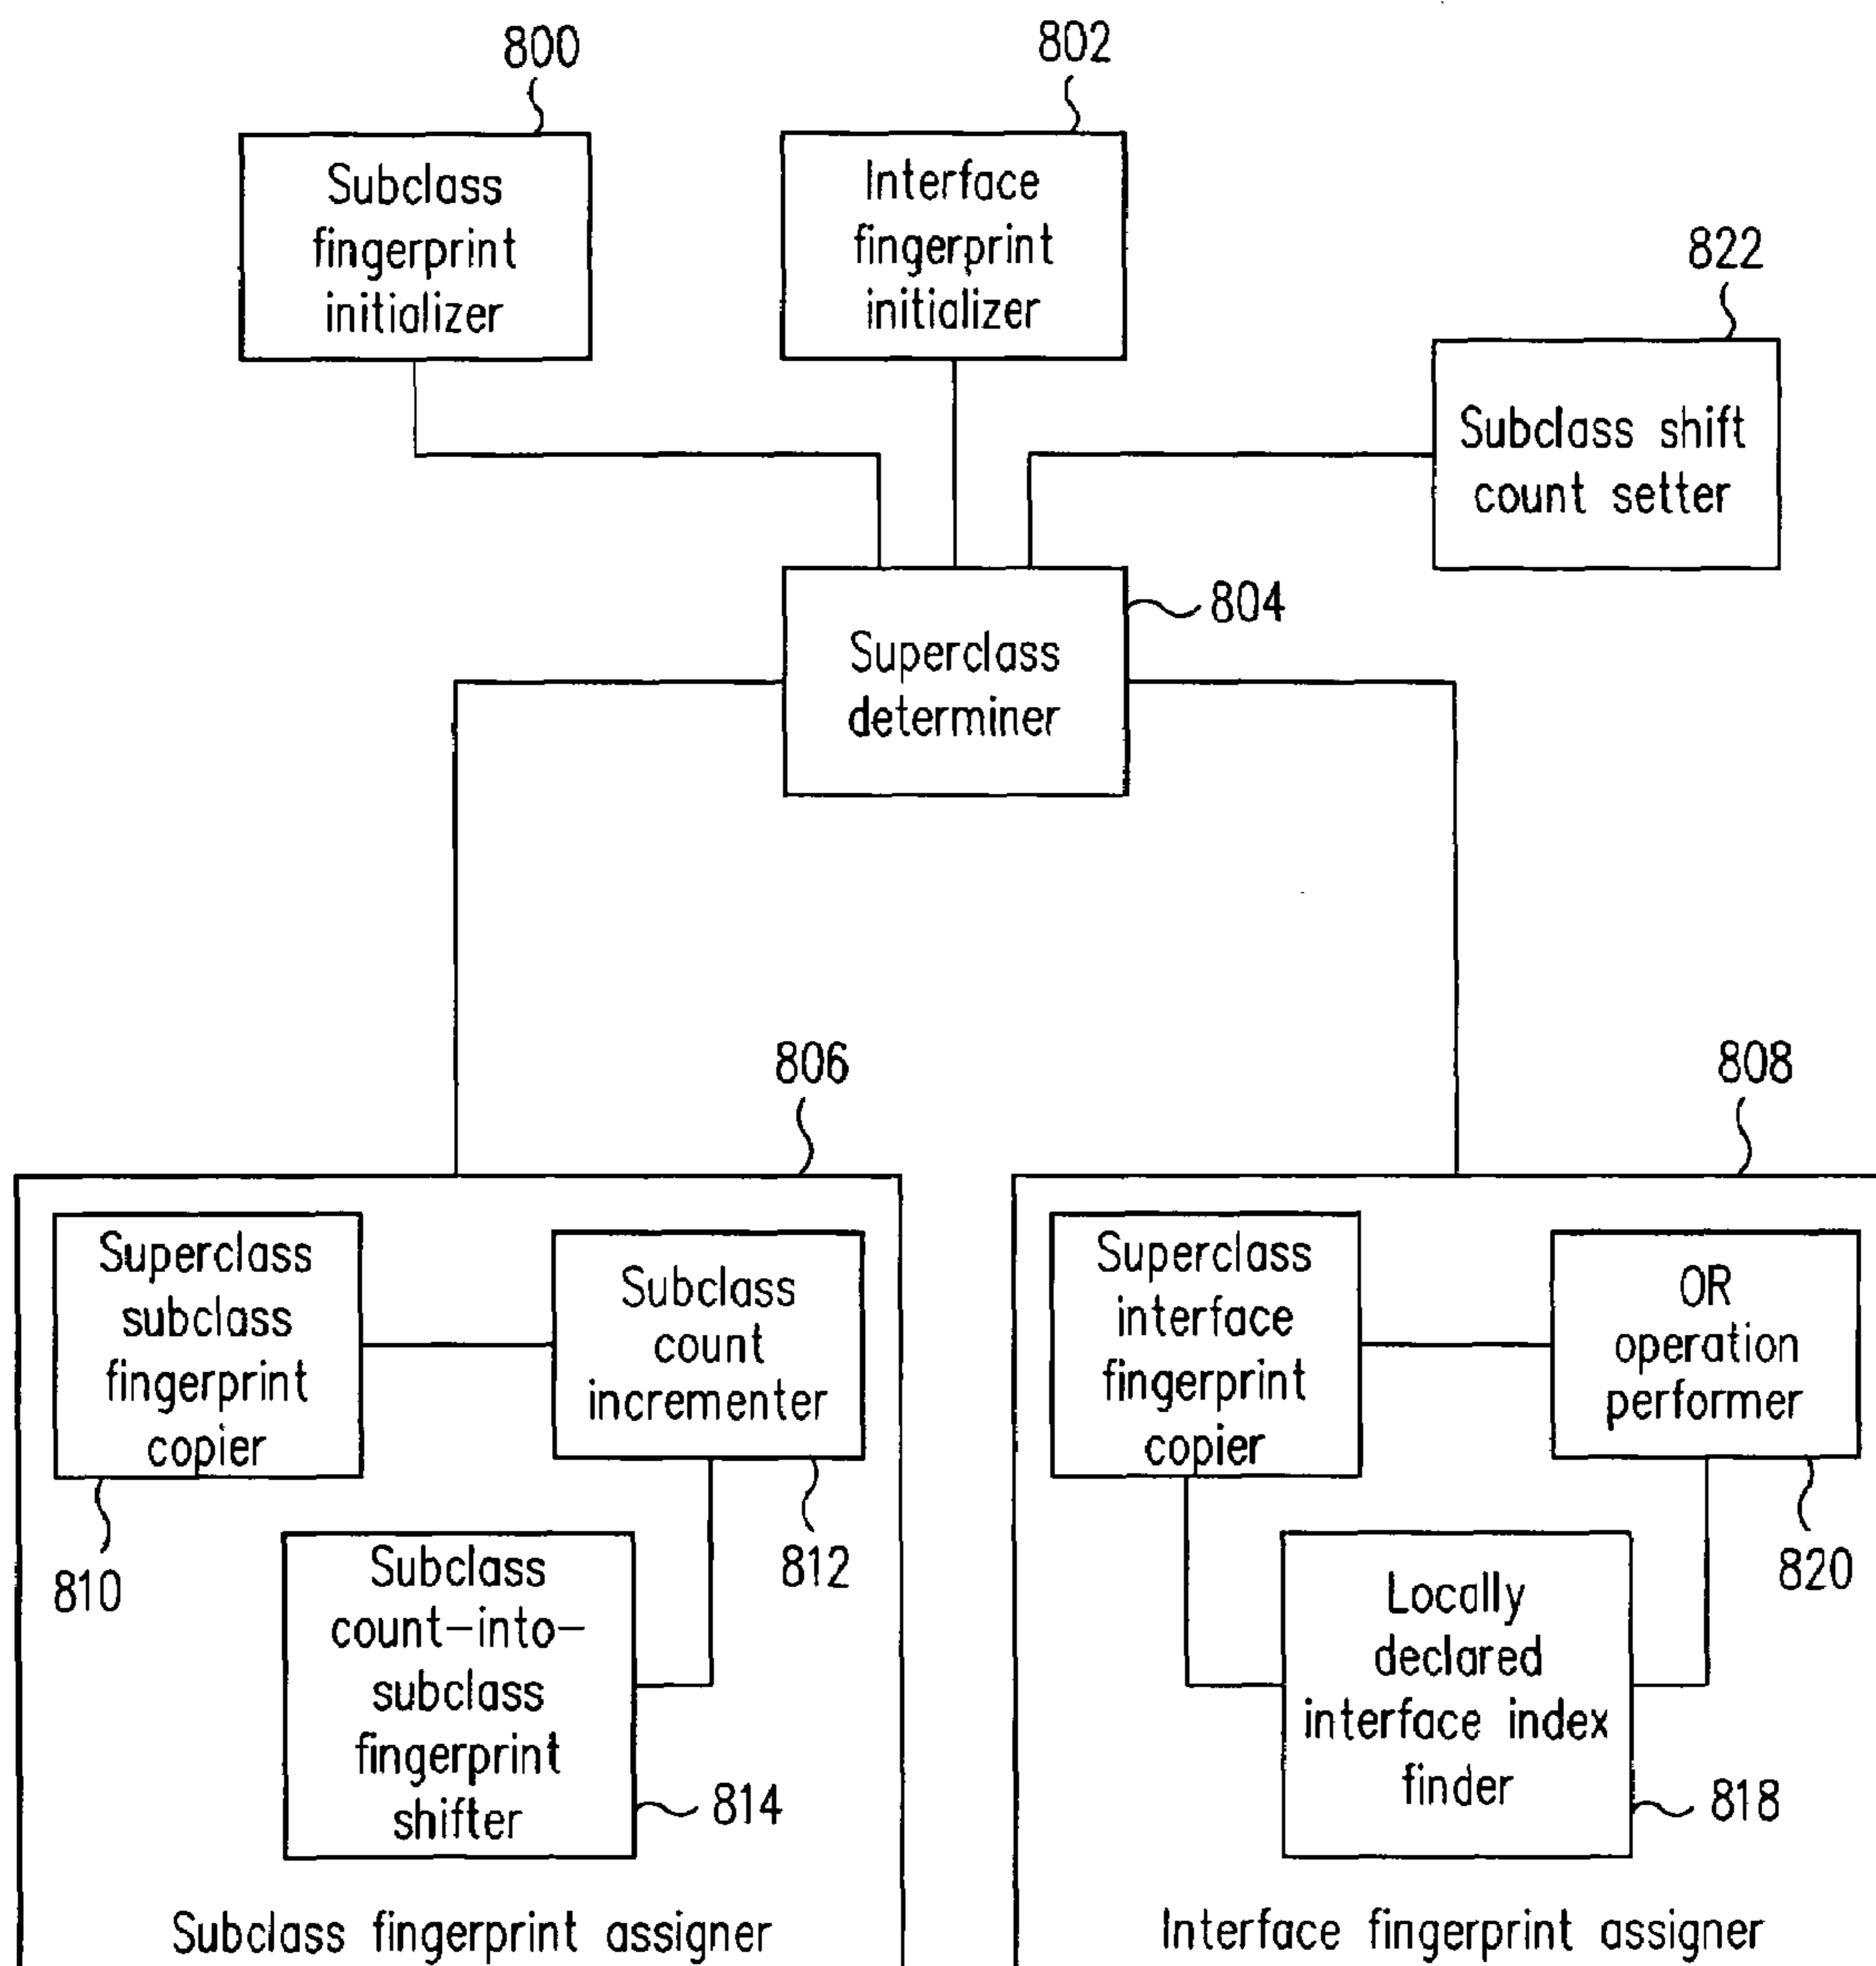 800
802
Subclass
fingerprint
initializer
Interface
fingerprint
initializer
822
Subclass shift
count setter
804
Superclass
determiner
806
808
Superclass
subclass
fingerprint
copier
Subclass
count
incrementer
810
812
Subclass
count-into-
subclass
fingerprint
shifter
814
Subclass fingerprint assigner
Superclass
interface
fingerprint
copier
OR
operation
performer
820
Locally
declared
interface index
finder
818
Interface fingerprint assigner